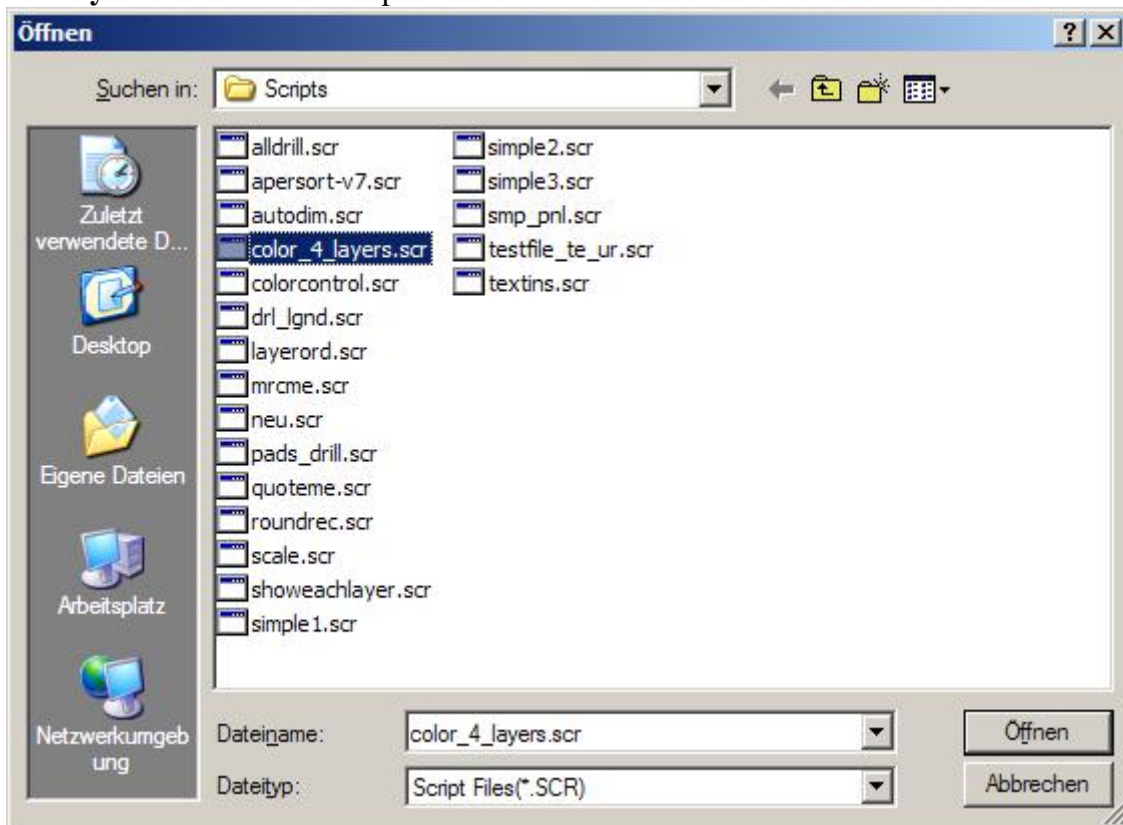 Öffnen
Suchen in: Scripts
Zuletzt
verwendete D...
Desktop
Eigene Dateien
Arbeitsplatz
Netzwerkumgeb
ung
alldrill.scr
apersort-v7.scr
autodim.scr
color_4_layers.scr
colorcontrol.scr
drl_lgnd.scr
layerord.scr
mrcme.scr
neu.scr
pads_drill.scr
quoteme.scr
roundrec.scr
scale.scr
showeachlayer.scr
simple1.scr
simple2.scr
simple3.scr
smp_pnl.scr
testfile_te_ur.scr
textins.scr
Dateiname: color_4_layers.scr Öffnen
Dateityp: Script Files(*.SCR) Abbrechen